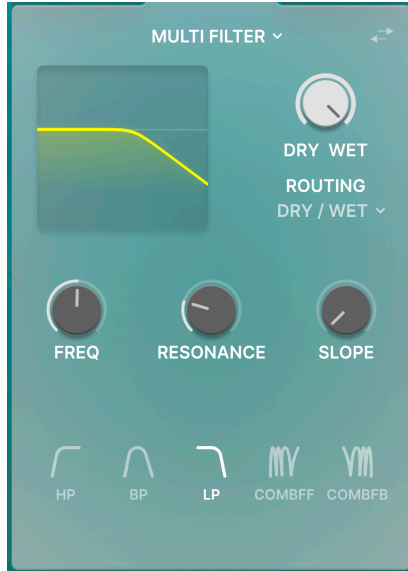 MULTI FILTER
DRY WET
ROUTING
DRY / WET
FREQ RESONANCE SLOPE
HP BP LP COMBFF COMBFB